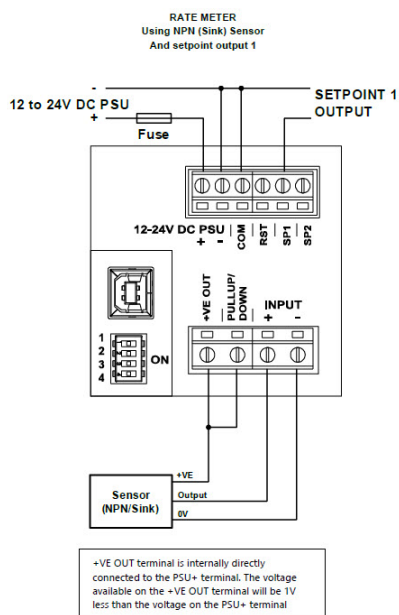 RATE METER
Using NPN (Sink) Sensor
And setpoint output 1
-
12 to 24V DC PSU
+
Fuse
SETPOINT 1
OUTPUT
12-24V DC PSU
+ - | COM | RST | SP1 | SP2
+VE OUT | PULLUP/
DOWN | INPUT
+ -
1
2
3
4
ON
+VE
Output
0V
Sensor
(NPN/Sink)
+VE OUT terminal is internally directly
connected to the PSU+ terminal. The voltage
available on the +VE OUT terminal will be 1V
less than the voltage on the PSU+ terminal